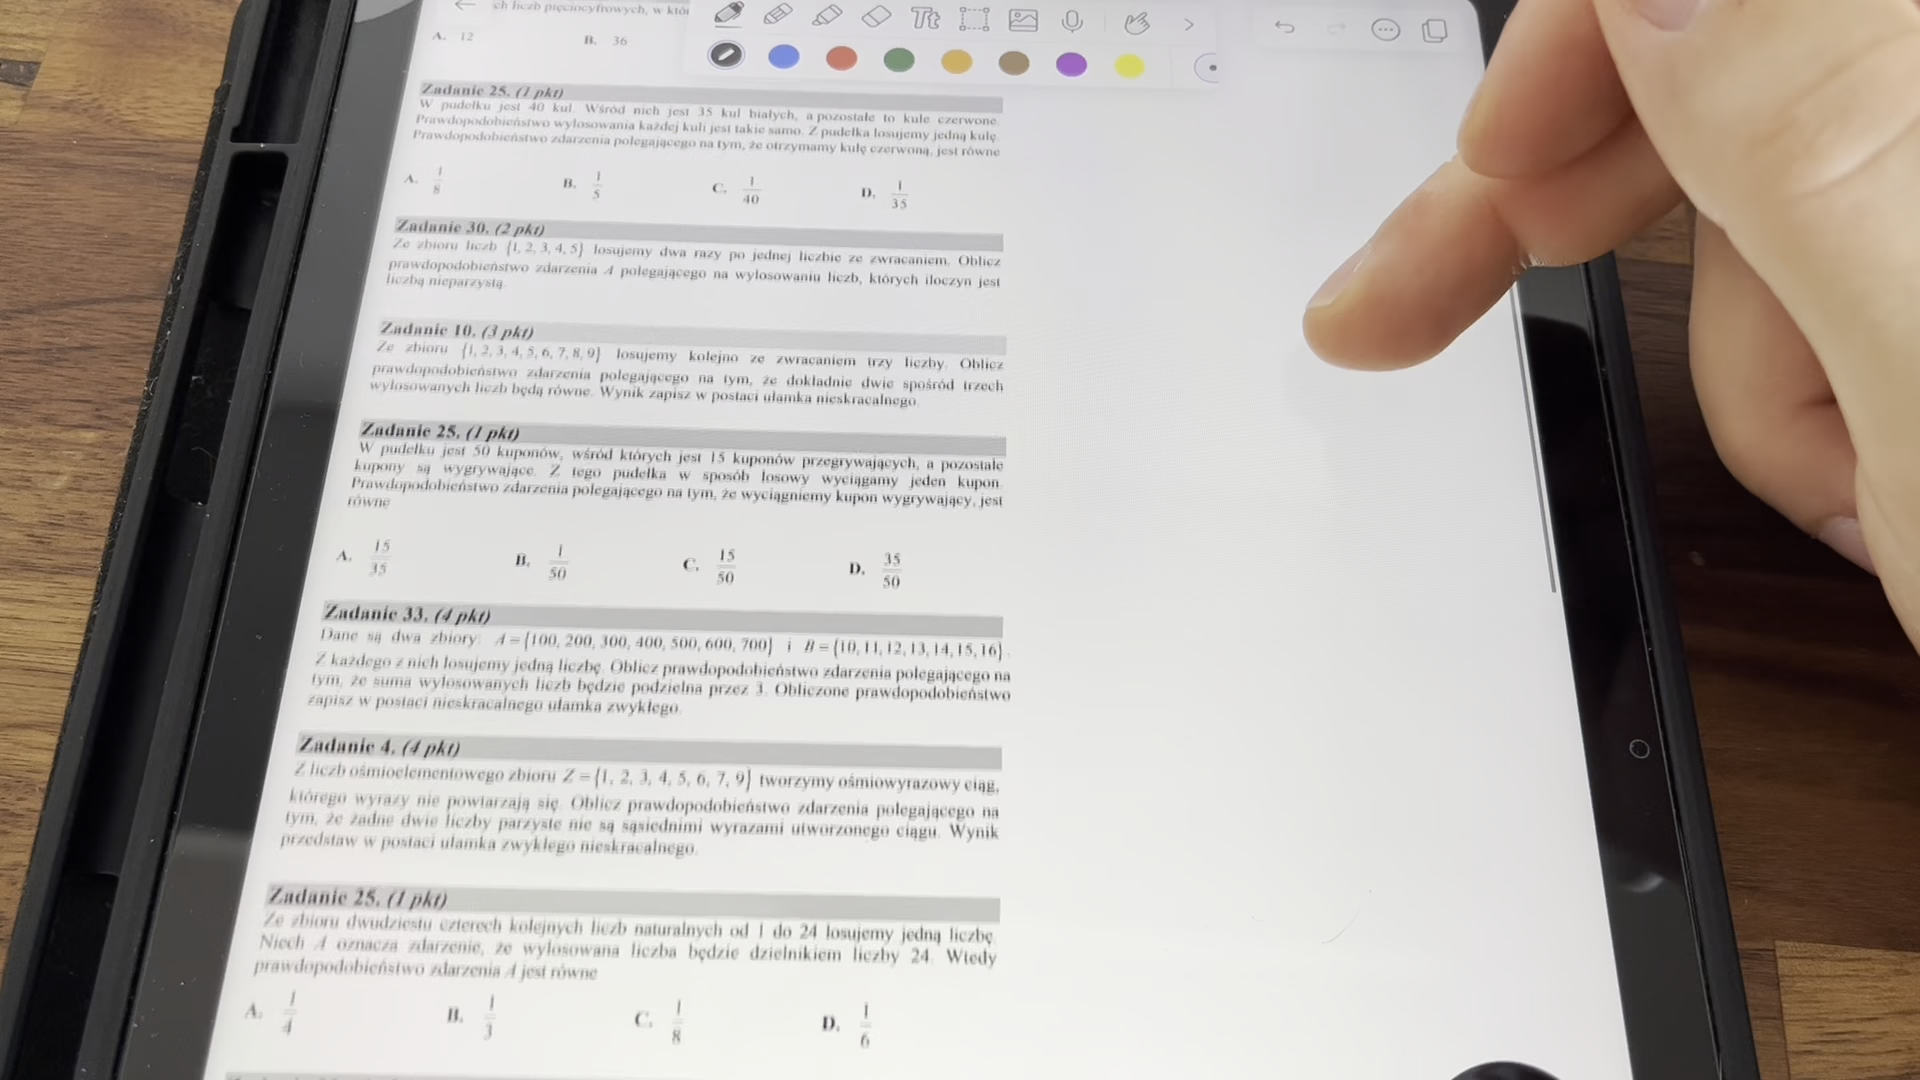 ch liczb pięciocyfrowych, w któ
A. 12 B. 36
Tt
Zadanie 25. (1 pkt)
W pudełku jest 40 kul. Wśród nich jest 35 kul białych, a pozostałe to kule czerwone.
Prawdopodobieństwo wylosowania każdej kuli jest takie samo. Z pudełka losujemy jedną kulę.
Prawdopodobieństwo zdarzenia polegającego na tym, że otrzymamy kulę czerwoną, jest równe
A. 1/8 B. 1/5 C. 1/40 D. 1/35
Zadanie 30. (2 pkt)
Ze zbioru liczb {1, 2, 3, 4, 5} losujemy dwa razy po jednej liczbie ze zwracaniem. Oblicz
prawdopodobieństwo zdarzenia A polegającego na wylosowaniu liczb, których iloczyn jest
liczbą nieparzystą.
Zadanie 10. (3 pkt)
Ze zbioru {1, 2, 3, 4, 5, 6, 7, 8, 9} losujemy kolejno ze zwracaniem trzy liczby. Oblicz
prawdopodobieństwo zdarzenia polegającego na tym, że dokładnie dwie spośród trzech
wylosowanych liczb będą równe. Wynik zapisz w postaci ułamka nieskracalnego.
Zadanie 25. (1 pkt)
W pudełku jest 50 kuponów, wśród których jest 15 kuponów przegrywających, a pozostałe
kupony są wygrywające. Z tego pudełka w sposób losowy wyciągamy jeden kupon.
Prawdopodobieństwo zdarzenia polegającego na tym, że wyciągniemy kupon wygrywający, jest
równe
A. 15/35 B. 1/50 C. 15/50 D. 35/50
Zadanie 33. (4 pkt)
Dane są dwa zbiory: A = {100, 200, 300, 400, 500, 600, 700} i B = {10, 11, 12, 13, 14, 15, 16}.
Z każdego z nich losujemy jedną liczbę. Oblicz prawdopodobieństwo zdarzenia polegającego na
tym, że suma wylosowanych liczb będzie podzielna przez 3. Obliczone prawdopodobieństwo
zapisz w postaci nieskracalnego ułamka zwykłego.
Zadanie 4. (4 pkt)
Z liczb ośmioelementowego zbioru Z = {1, 2, 3, 4, 5, 6, 7, 9} tworzymy ośmiowyrazowy ciąg,
którego wyrazy nie powtarzają się. Oblicz prawdopodobieństwo zdarzenia polegającego na
tym, że żadne dwie liczby parzyste nie są sąsiednimi wyrazami utworzonego ciągu. Wynik
przedstaw w postaci ułamka zwykłego nieskracalnego.
Zadanie 25. (1 pkt)
Ze zbioru dwudziestu czterech kolejnych liczb naturalnych od 1 do 24 losujemy jedną liczbę.
Niech A oznacza zdarzenie, że wylosowana liczba będzie dzielnikiem liczby 24. Wtedy
prawdopodobieństwo zdarzenia A jest równe
A. 1/4 B. 1/3 C. 1/8 D. 1/6